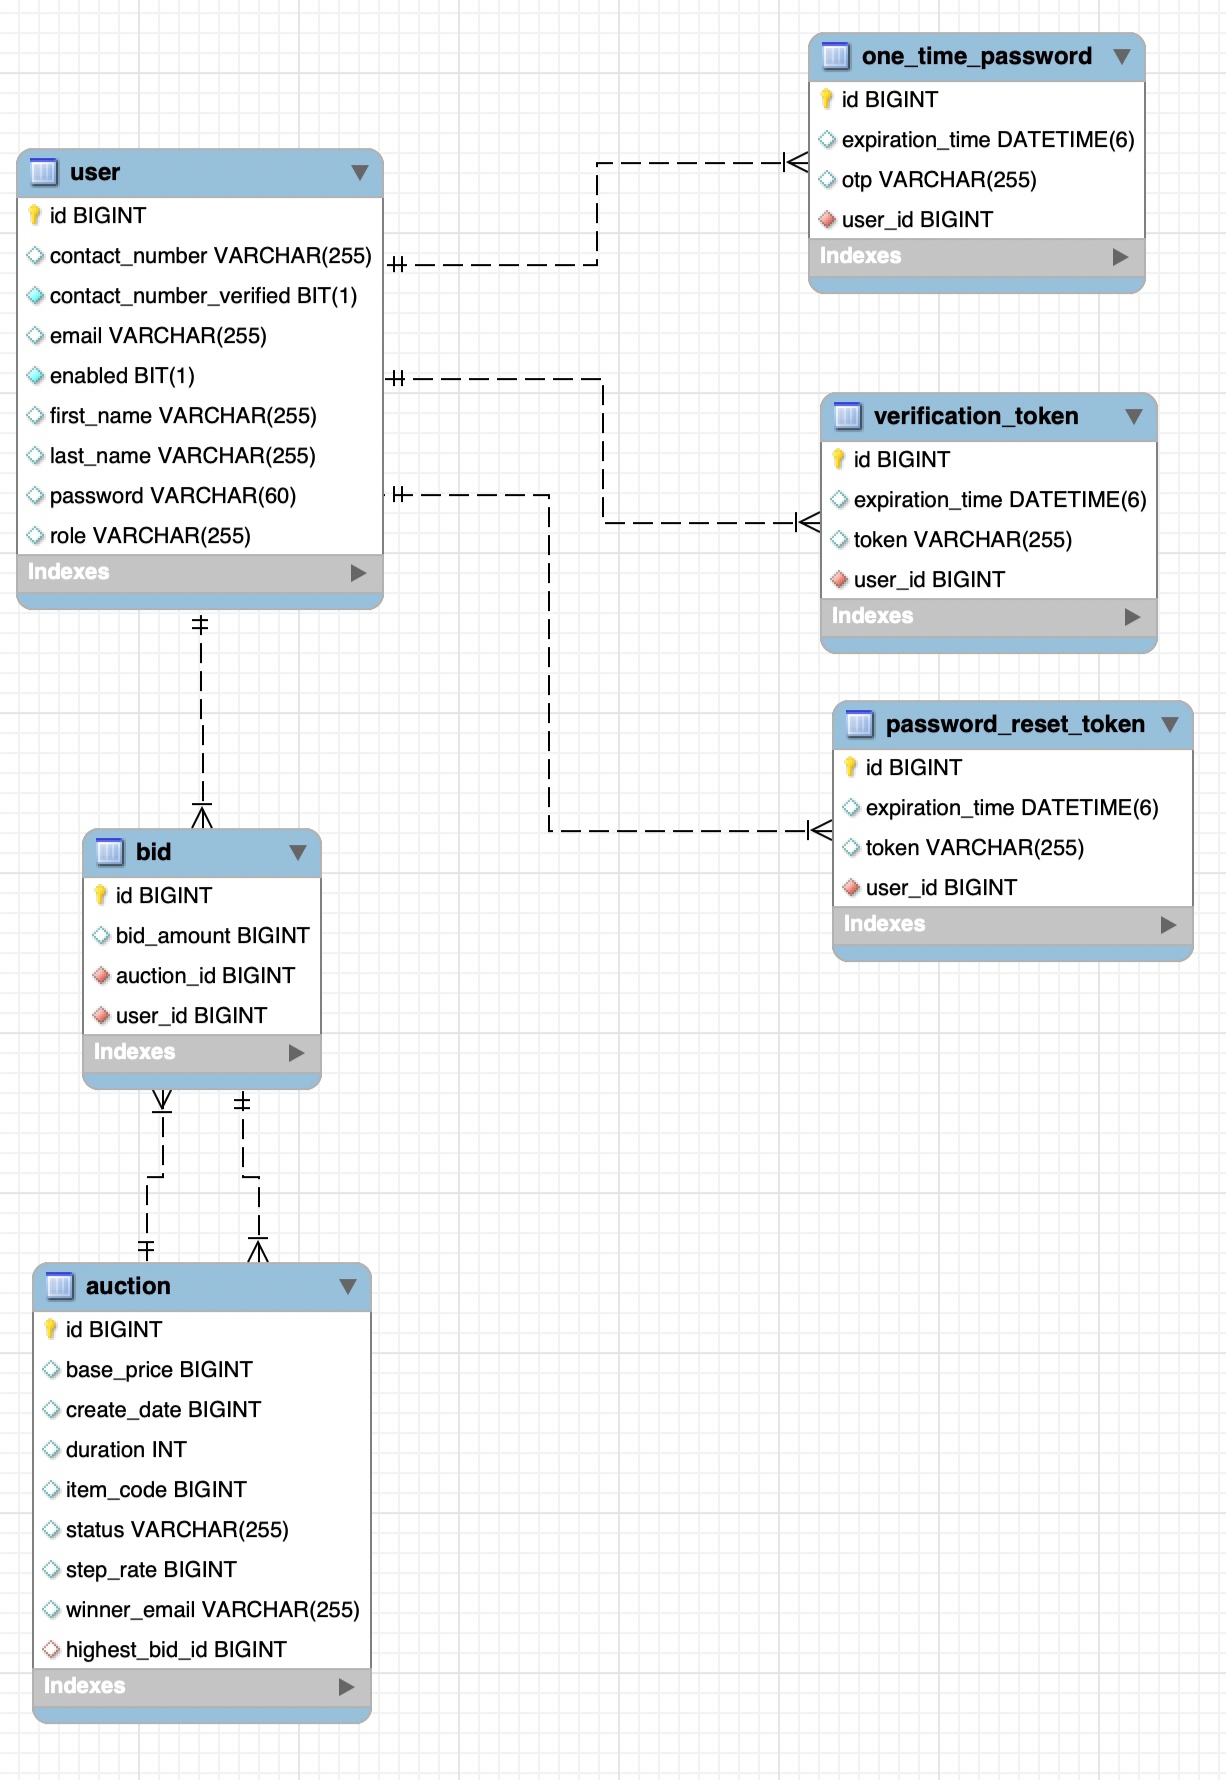 user
id BIGINT
contact_number VARCHAR(255)
contact_number_verified BIT(1)
email VARCHAR(255)
enabled BIT(1)
first_name VARCHAR(255)
last_name VARCHAR(255)
password VARCHAR(60)
role VARCHAR(255)
Indexes
one_time_password
id BIGINT
expiration_time DATETIME(6)
otp VARCHAR(255)
user_id BIGINT
Indexes
verification_token
id BIGINT
expiration_time DATETIME(6)
token VARCHAR(255)
user_id BIGINT
Indexes
password_reset_token
id BIGINT
expiration_time DATETIME(6)
token VARCHAR(255)
user_id BIGINT
Indexes
bid
id BIGINT
bid_amount BIGINT
auction_id BIGINT
user_id BIGINT
Indexes
auction
id BIGINT
base_price BIGINT
create_date BIGINT
duration INT
item_code BIGINT
status VARCHAR(255)
step_rate BIGINT
winner_email VARCHAR(255)
highest_bid_id BIGINT
Indexes